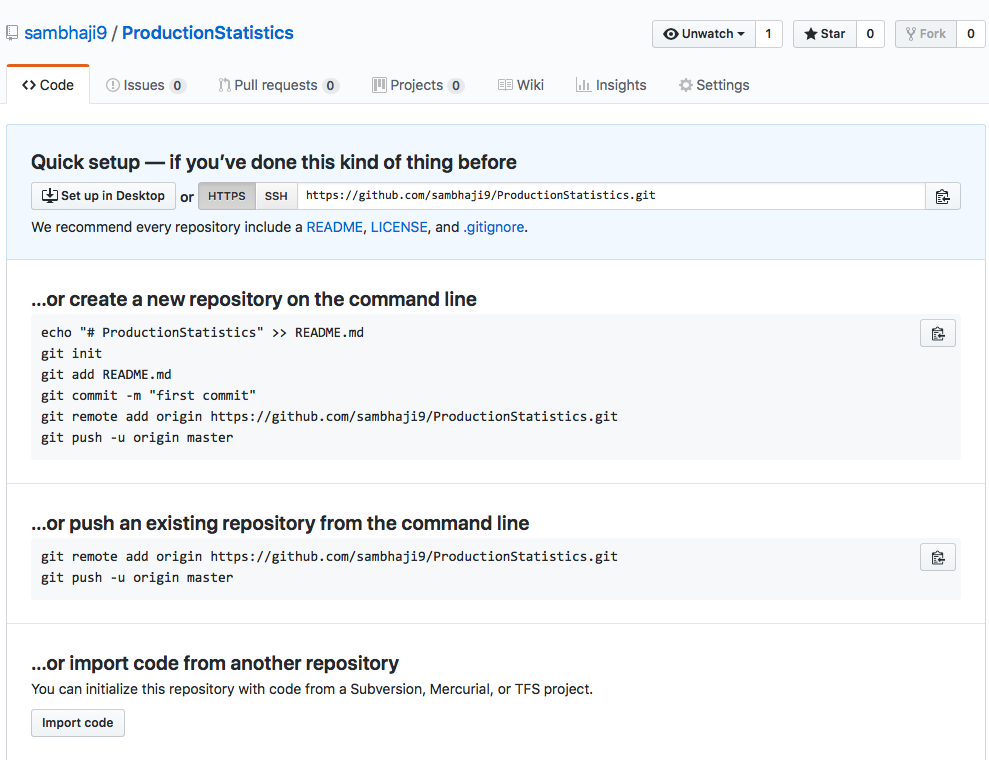 sambhaji9 / ProductionStatistics
Unwatch 1 Star 0 Fork 0
Code Issues 0 Pull requests 0 Projects 0 Wiki Insights Settings
Quick setup — if you’ve done this kind of thing before
Set up in Desktop or HTTPS SSH https://github.com/sambhaji9/ProductionStatistics.git
We recommend every repository include a README, LICENSE, and .gitignore.
…or create a new repository on the command line
echo "# ProductionStatistics" >> README.md
git init
git add README.md
git commit -m "first commit"
git remote add origin https://github.com/sambhaji9/ProductionStatistics.git
git push -u origin master
…or push an existing repository from the command line
git remote add origin https://github.com/sambhaji9/ProductionStatistics.git
git push -u origin master
…or import code from another repository
You can initialize this repository with code from a Subversion, Mercurial, or TFS project.
Import code